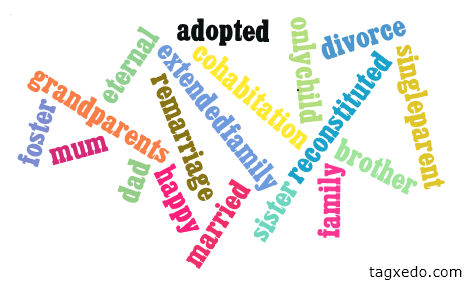 adopted
onlychild
divorce
eternal
cohabitation
extendedfamily
singleparent
reconstituted
grandparents
remarriage
foster
mum
brother
dad
happy
married
sister
family
tagxedo.com